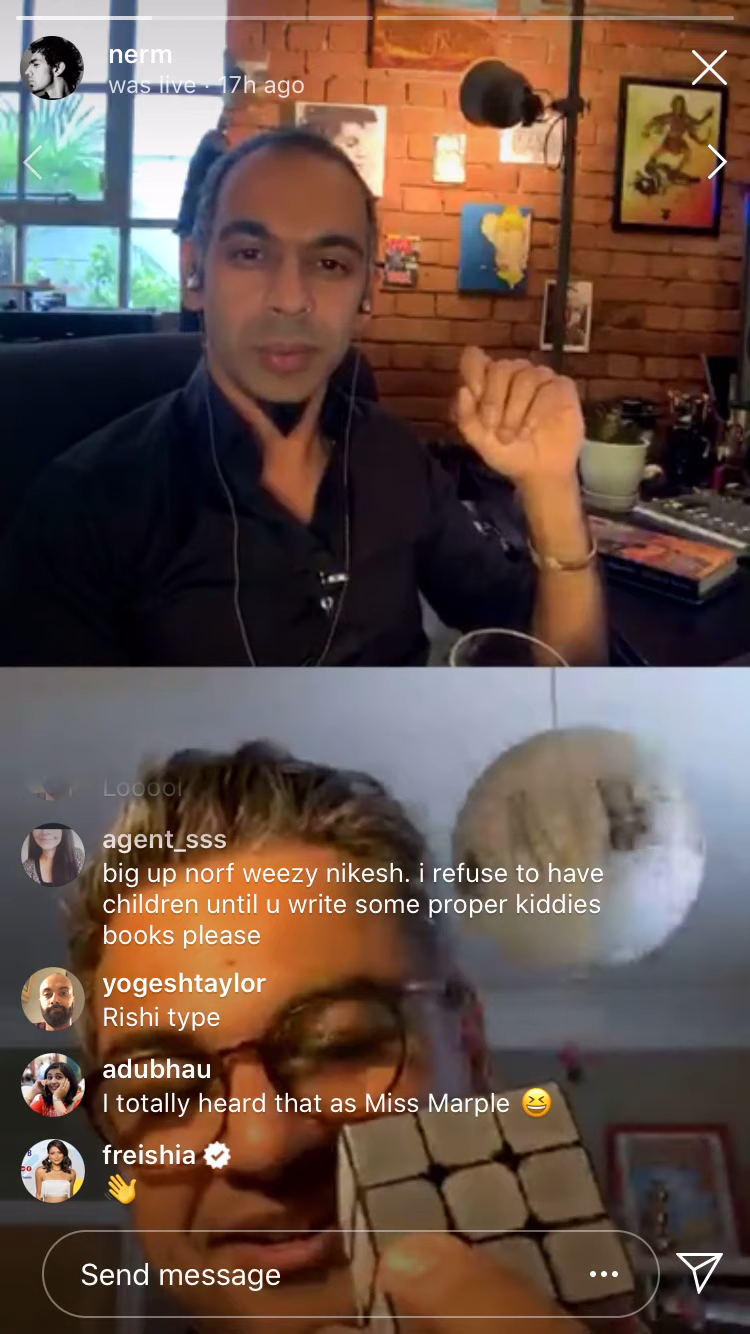 nerm
was live · 17h ago
Looool
agent_sss
big up norf weezy nikesh. i refuse to have
children until u write some proper kiddies
books please
yogeshtaylor
Rishi type
adubhau
I totally heard that as Miss Marple 😆
freishia
👋
Send message